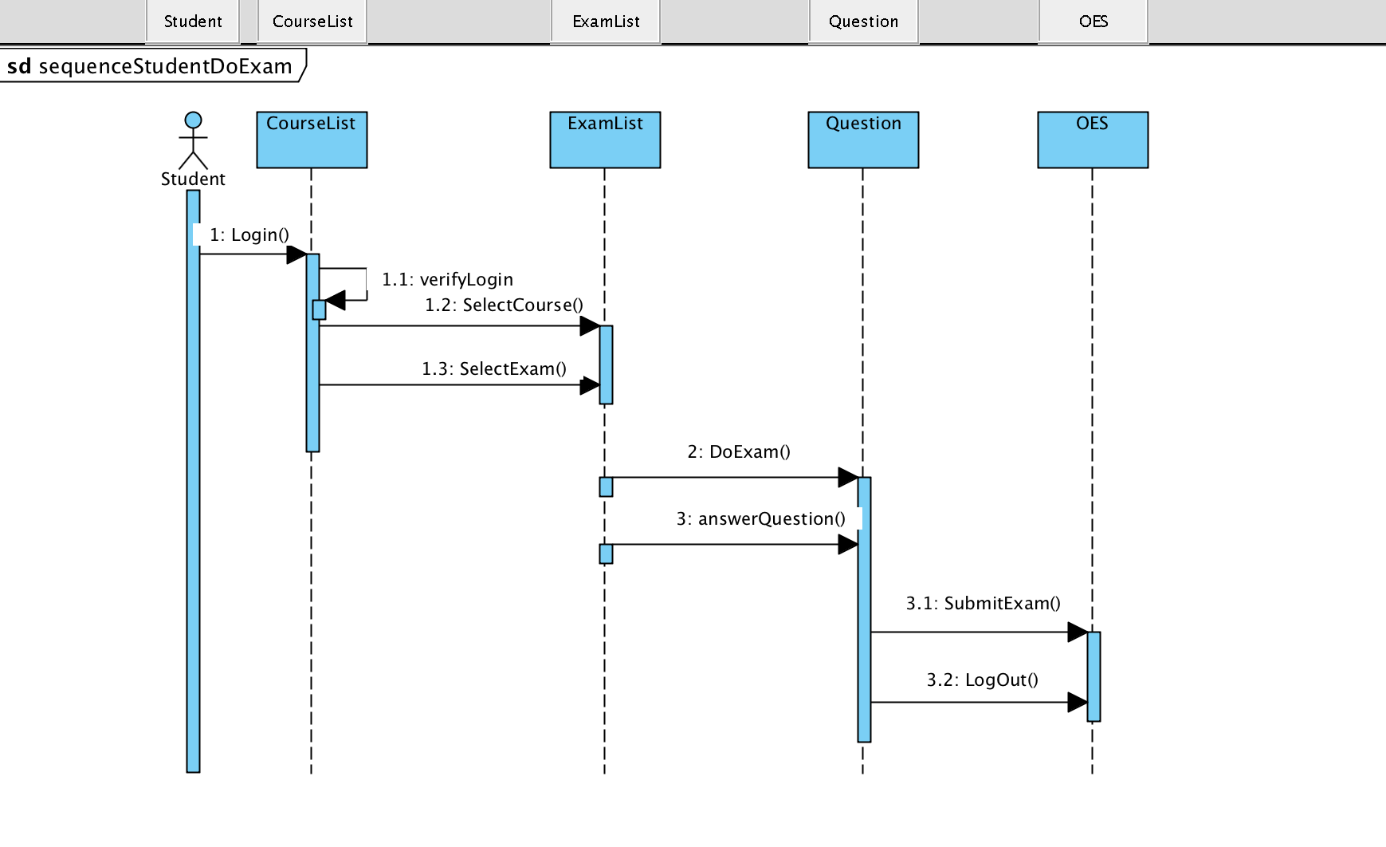 Student CourseList ExamList Question OES
sd sequenceStudentDoExam
CourseList ExamList Question OES
Student
1: Login()
1.1: verifyLogin
1.2: SelectCourse()
1.3: SelectExam()
2: DoExam()
3: answerQuestion()
3.1: SubmitExam()
3.2: LogOut()